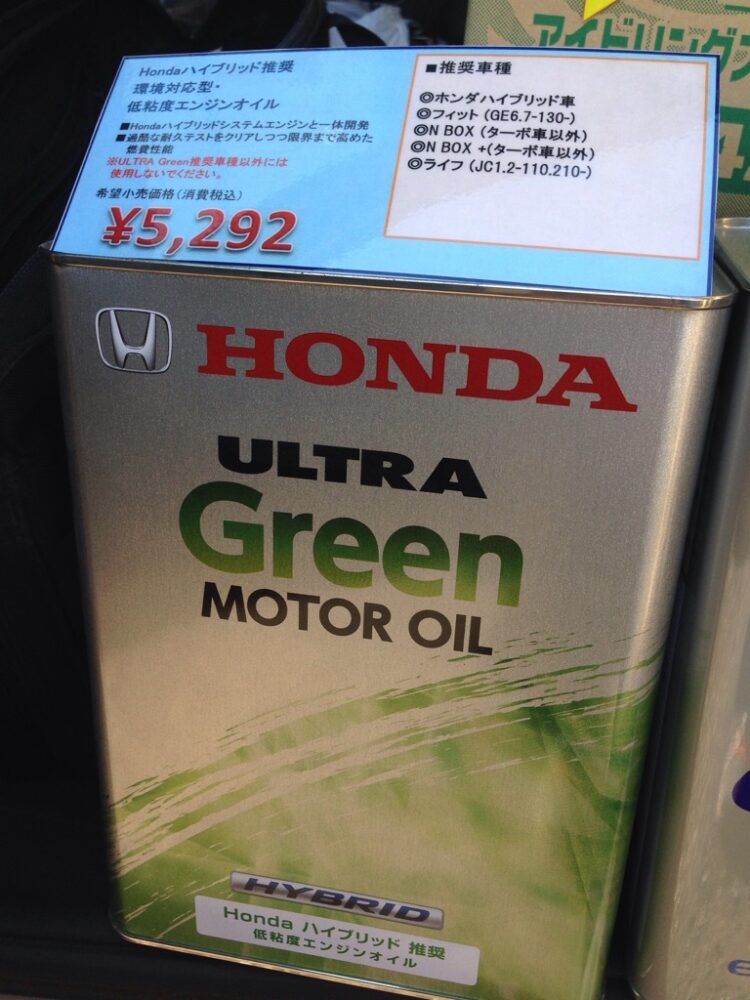 アイドリングス
Hondaハイブリッド推奨
環境対応型・
低粘度エンジンオイル
■Hondaハイブリッドシステムエンジンと一体開発
■過酷な耐久テストをクリアしつつ限界まで高めた
燃費性能
※ULTRA Green推奨車種以外には
使用しないでください。
希望小売価格(消費税込)
¥5,292
■推奨車種
◎ホンダハイブリッド車
◎フィット (GE6.7-130-)
◎N BOX (ターボ車以外)
◎N BOX +(ターボ車以外)
◎ライフ (JC1.2-110.210-)
HONDA
ULTRA
Green
MOTOR OIL
HYBRID
Honda ハイブリッド 推奨
低粘度エンジンオイル